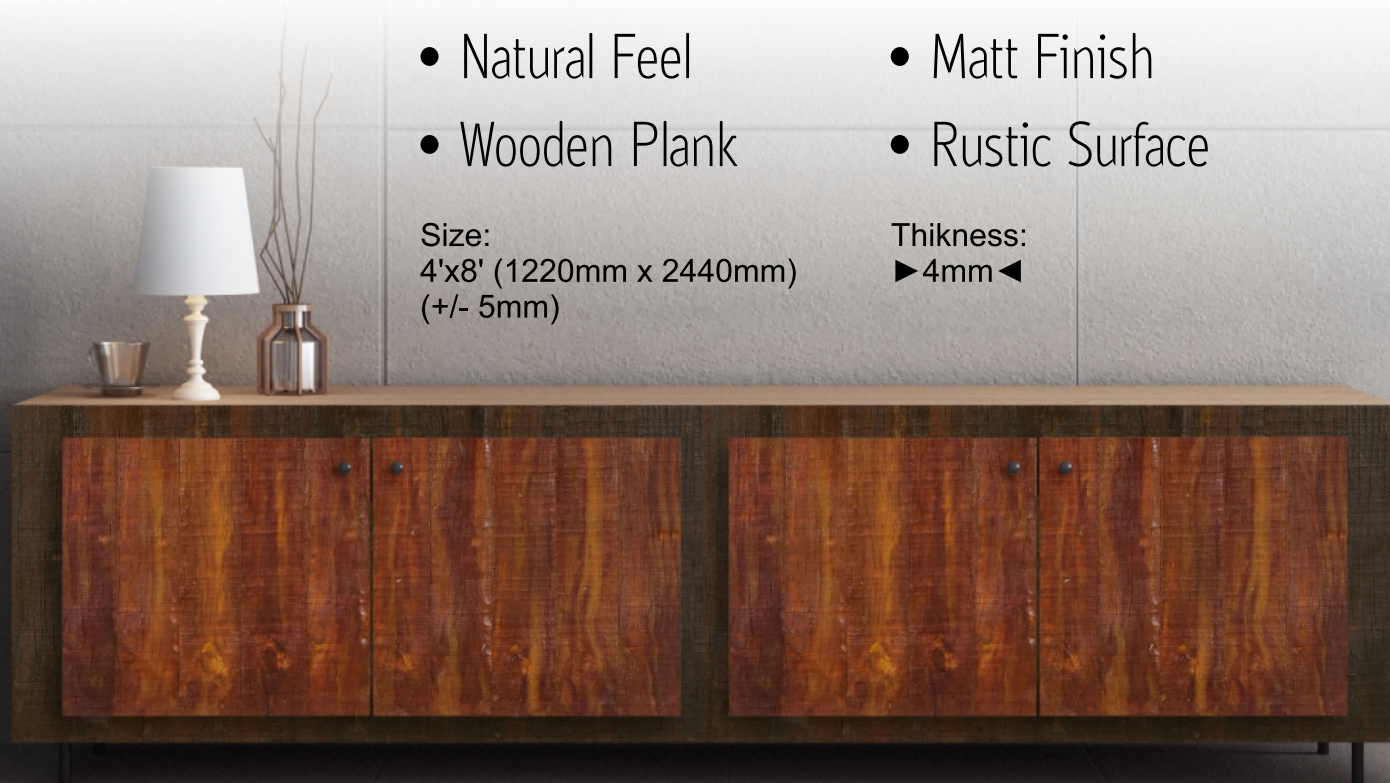 • Natural Feel
• Matt Finish
• Wooden Plank
• Rustic Surface
Size:
4'x8' (1220mm x 2440mm)
(+/- 5mm)
Thikness:
►4mm◄